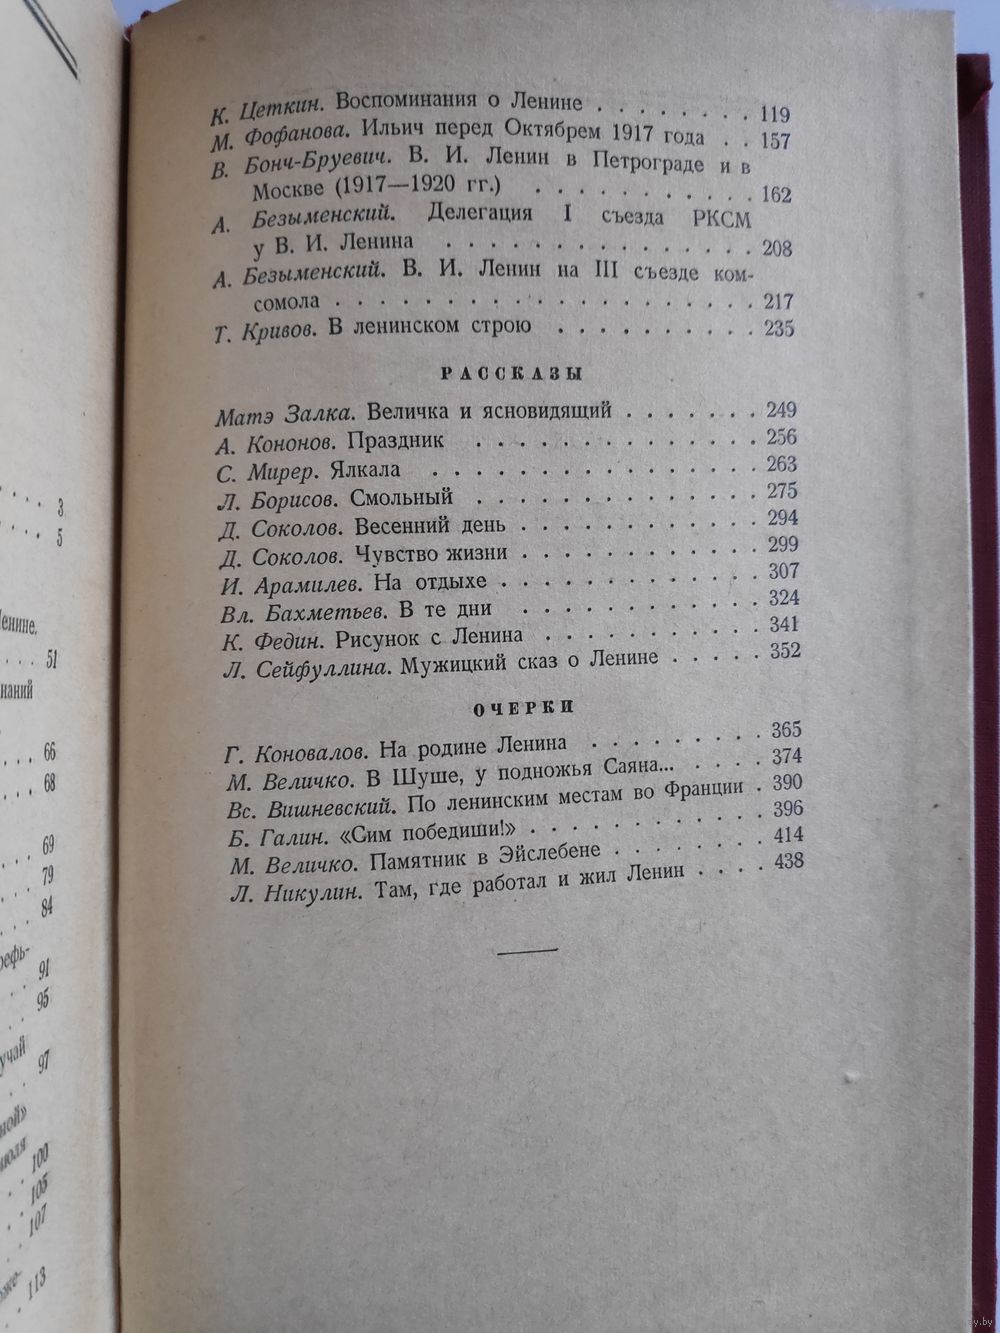 3
5
Ленине.
51
66
68
69
79
84
91
95
97
100
105
107
113
К. Цеткин. Воспоминания о Ленине . . . . . . . . 119
М. Фофанова. Ильич перед Октябрем 1917 года . . 157
В. Бонч-Бруевич. В. И. Ленин в Петрограде и в
Москве (1917—1920 гг.) . . . . . . . . . . 162
А. Безыменский. Делегация I съезда РКСМ
у В. И. Ленина . . . . . . . . . . . . . . 208
А. Безыменский. В. И. Ленин на III съезде ком-
сомола . . . . . . . . . . . . . . . . . 217
Т. Кривов. В ленинском строю . . . . . . . . . . 235
РАССКАЗЫ
Матэ Залка. Величка и ясновидящий . . . . . . . 249
А. Кононов. Праздник . . . . . . . . . . . . . 256
С. Мирер. Ялкала . . . . . . . . . . . . . . . 263
Л. Борисов. Смольный . . . . . . . . . . . . . 275
Д. Соколов. Весенний день . . . . . . . . . . . 294
Д. Соколов. Чувство жизни . . . . . . . . . . . 299
И. Арамилев. На отдыхе . . . . . . . . . . . . 307
Вл. Бахметьев. В те дни . . . . . . . . . . . 324
К. Федин. Рисунок с Ленина . . . . . . . . . . 341
Л. Сейфуллина. Мужицкий сказ о Ленине . . . . . 352
ОЧЕРКИ
Г. Коновалов. На родине Ленина . . . . . . . . . 365
М. Величко. В Шуше, у подножья Саяна... . . . . 374
Вс. Вишневский. По ленинским местам во Франции . 390
Б. Галин. «Сим победиши!» . . . . . . . . . . . 396
М. Величко. Памятник в Эйслебене . . . . . . . . 414
Л. Никулин. Там, где работал и жил Ленин . . . . 438